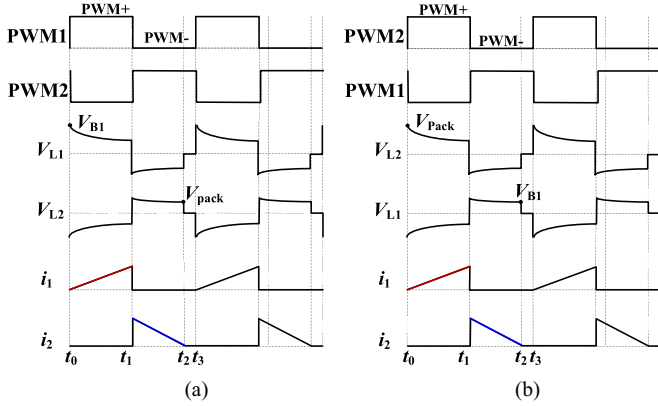 PWM+
PWM1
PWM-
PWM2
VB1
VL1
Vpack
VL2
i1
i2
t0 t1 t2 t3
(a)
PWM+
PWM2
PWM-
PWM1
VPack
VL2
VB1
VL1
i1
i2
t0 t1 t2 t3
(b)